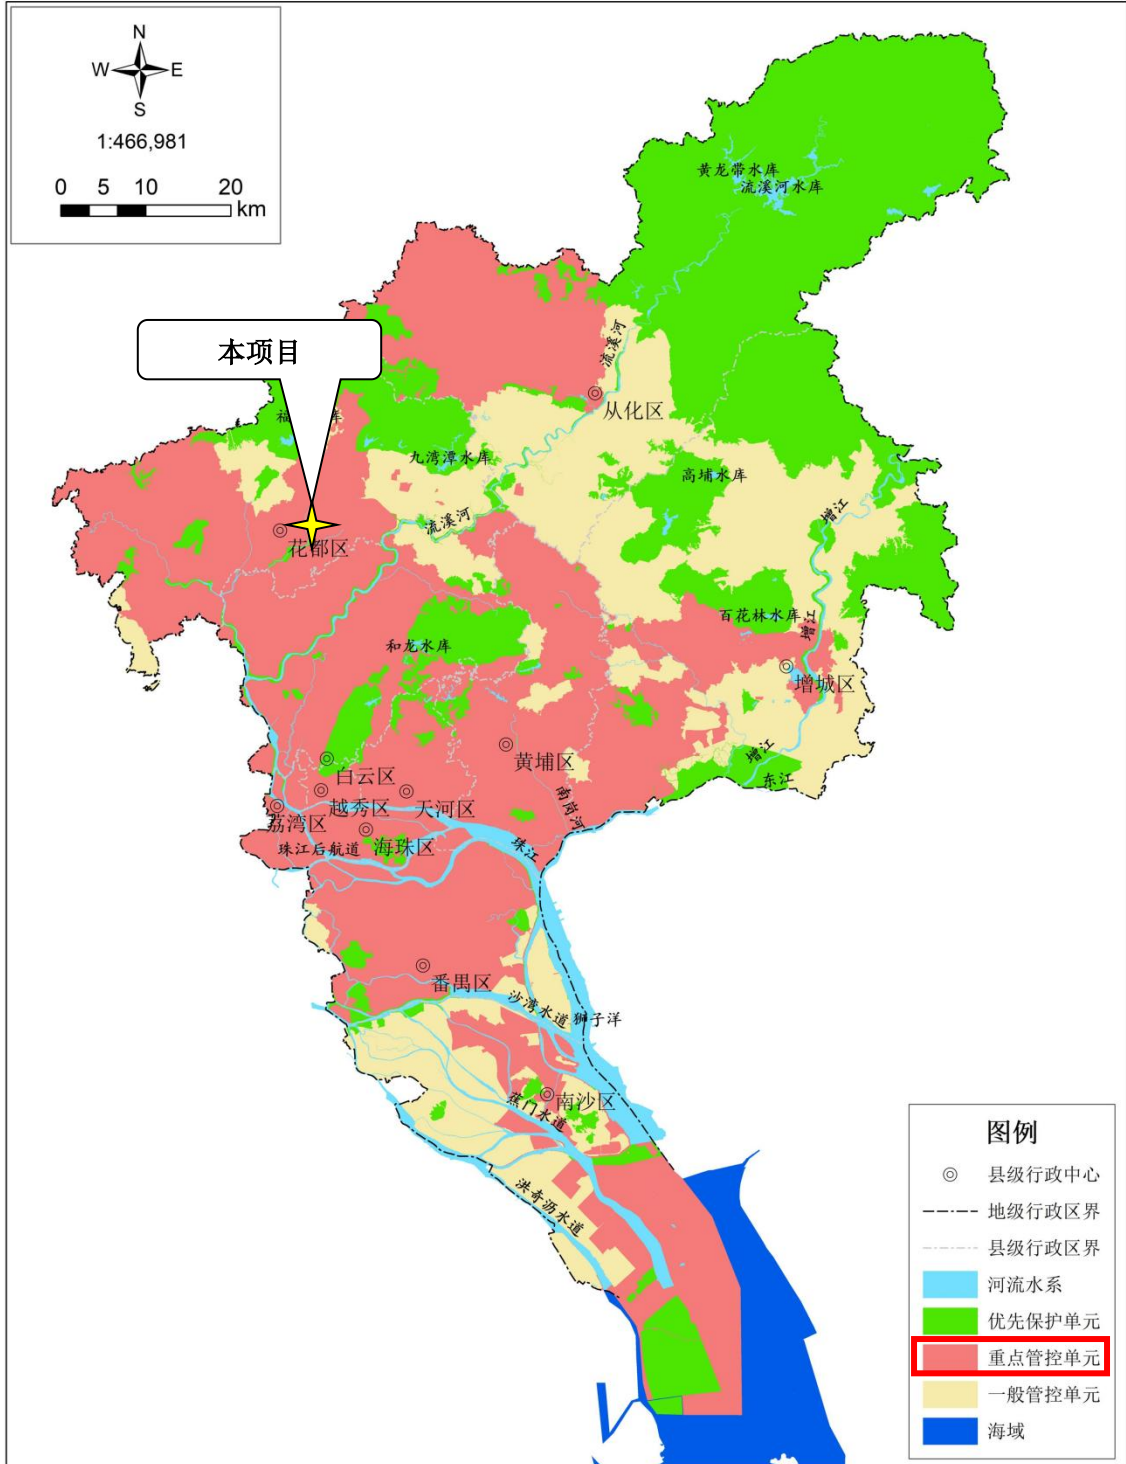 N
W E
S
1:466,981
0 5 10 20
km
黄龙带水库
流溪河水库
本项目
流溪河
从化区
福
库
九湾潭水库
高埔水库
增江
流溪河
花都区
百花林水库
增江
和龙水库
增城区
黄埔区
增江
白云区
东江
越秀区
天河区
南岗河
荔湾区
海珠区
珠江后航道
珠江
番禺区
沙湾水道
狮子洋
南沙区
蕉门水道
洪奇沥水道
图例
县级行政中心
地级行政区界
县级行政区界
河流水系
优先保护单元
重点管控单元
一般管控单元
海域